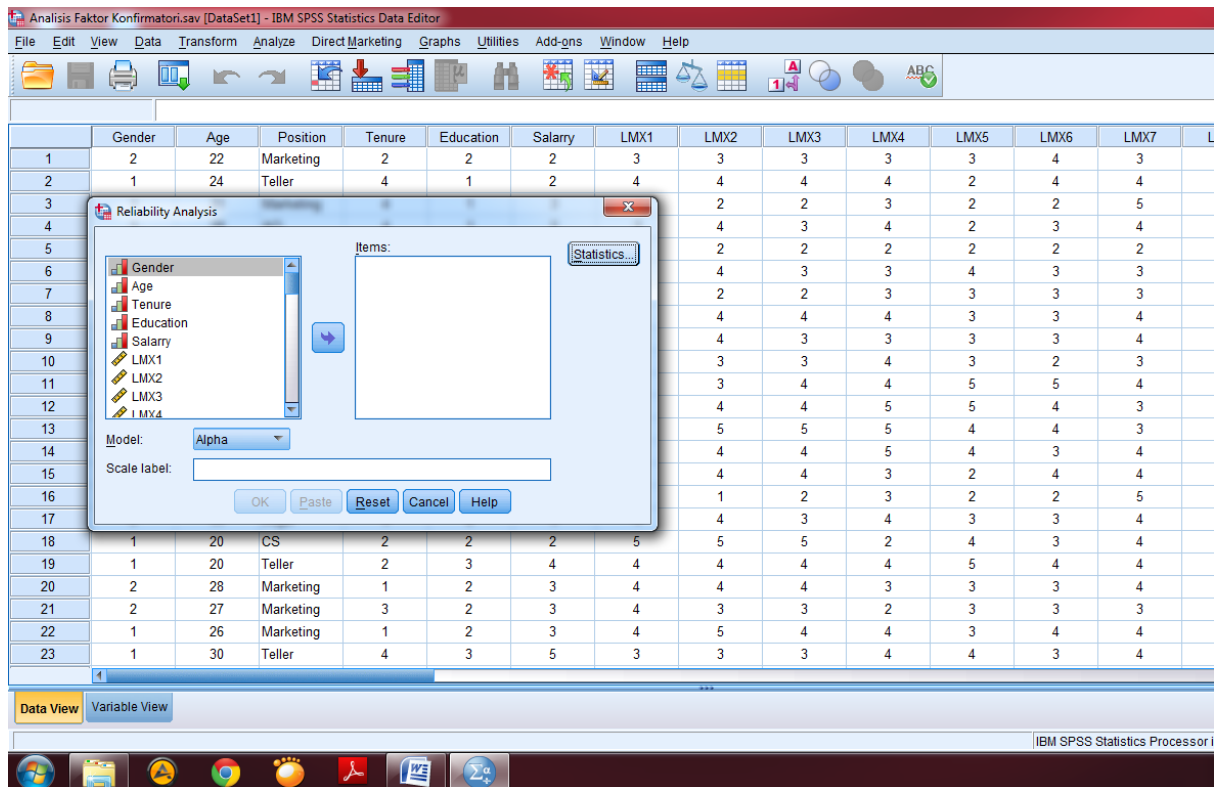 Analisis Faktor Konfirmatori.sav [DataSet1] - IBM SPSS Statistics Data Editor
File Edit View Data Transform Analyze Direct Marketing Graphs Utilities Add-ons Window Help
Gender Age Position Tenure Education Salarry LMX1 LMX2 LMX3 LMX4 LMX5 LMX6 LMX7 L
1 2 22 Marketing 2 2 2 3 3 3 3 3 4 3
2 1 24 Teller 4 1 2 4 4 4 4 2 4 4
3 2 2 3 2 2 5
4 4 3 4 2 3 4
5 2 2 2 2 2 2
6 4 3 3 4 3 3
7 2 2 3 3 3 3
8 4 4 4 3 3 4
9 4 3 3 3 3 4
10 3 3 4 3 2 3
11 3 4 4 5 5 4
12 4 4 5 5 4 3
13 5 5 5 4 4 3
14 4 4 5 4 3 4
15 4 4 3 2 4 4
16 1 2 3 2 2 5
17 4 3 4 3 3 4
18 1 20 CS 2 2 2 5 5 5 2 4 3 4
19 1 20 Teller 2 3 4 4 4 4 4 5 4 4
20 2 28 Marketing 1 2 3 4 4 4 3 3 3 4
21 2 27 Marketing 3 2 3 4 3 3 2 3 3 3
22 1 26 Marketing 1 2 3 4 5 4 4 3 4 4
23 1 30 Teller 4 3 5 3 3 3 4 4 3 4
Reliability Analysis
Items:
Statistics...
Gender
Age
Tenure
Education
Salarry
LMX1
LMX2
LMX3
LMX4
Model: Alpha
Scale label:
OK Paste Reset Cancel Help
Data View Variable View
IBM SPSS Statistics Processor i